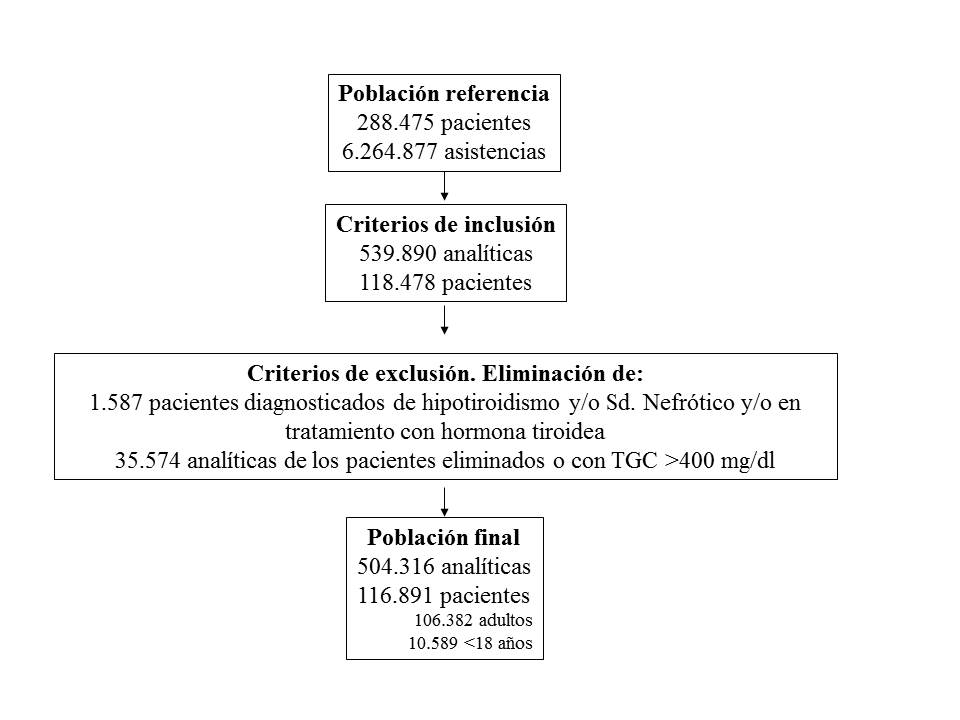 Población referencia
288.475 pacientes
6.264.877 asistencias
Criterios de inclusión
539.890 analíticas
118.478 pacientes
Criterios de exclusión. Eliminación de:
1.587 pacientes diagnosticados de hipotiroidismo y/o Sd. Nefrótico y/o en
tratamiento con hormona tiroidea
35.574 analíticas de los pacientes eliminados o con TGC >400 mg/dl
Población final
504.316 analíticas
116.891 pacientes
106.382 adultos
10.589 <18 años